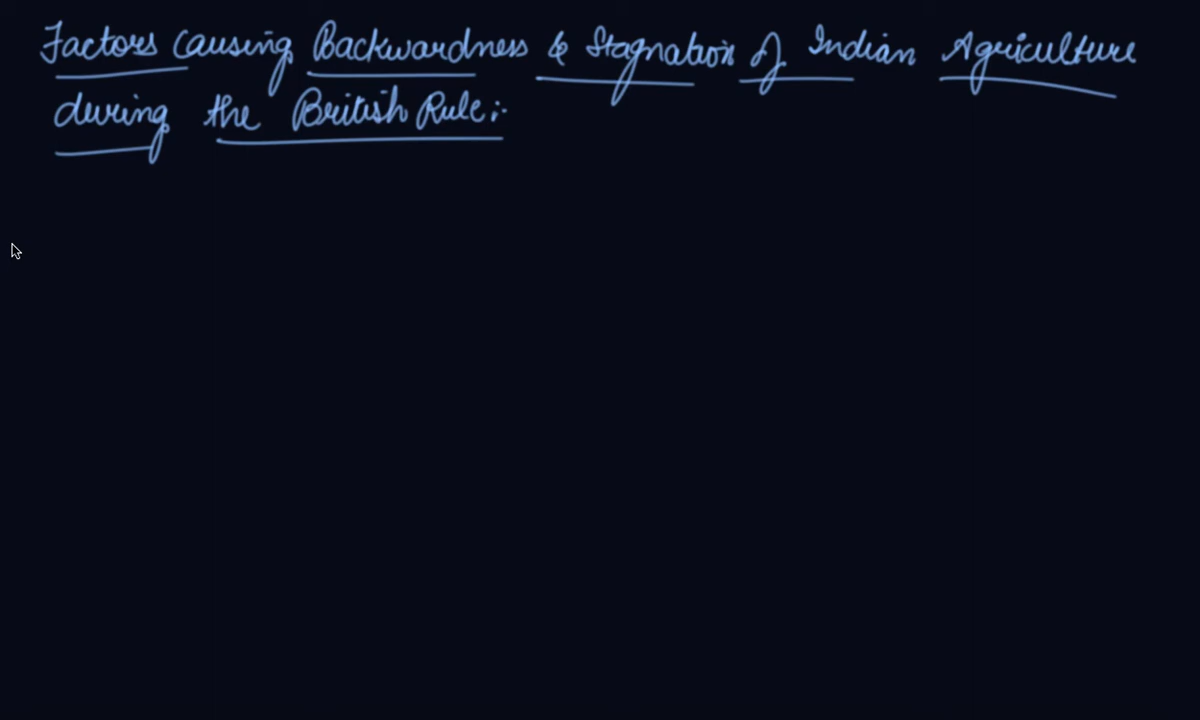 Factors Causing Backwardness & Stagnation of Indian Agriculture
during the British Rule:-